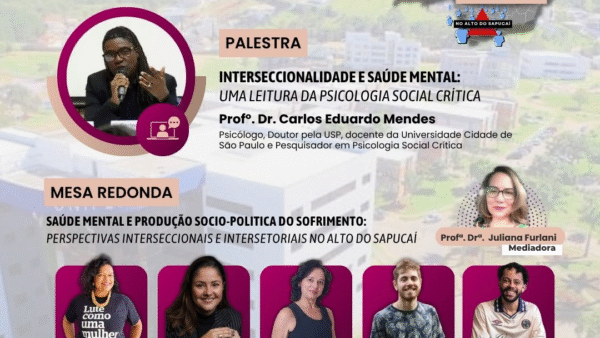 NO ALTO DO SAPUCAÍ
PALESTRA
INTERSECCIONALIDADE E SAÚDE MENTAL:
UMA LEITURA DA PSICOLOGIA SOCIAL CRÍTICA
Profº. Dr. Carlos Eduardo Mendes
Psicólogo, Doutor pela USP, docente da Universidade Cidade de
São Paulo e Pesquisador em Psicologia Social Crítica
MESA REDONDA
SAÚDE MENTAL E PRODUÇÃO SOCIO-POLITICA DO SOFRIMENTO:
PERSPECTIVAS INTERSECCIONAIS E INTERSETORIAIS NO ALTO DO SAPUCAÍ
Profª. Drª. Juliana Furlani
Mediadora
Lute
como
uma
mulher